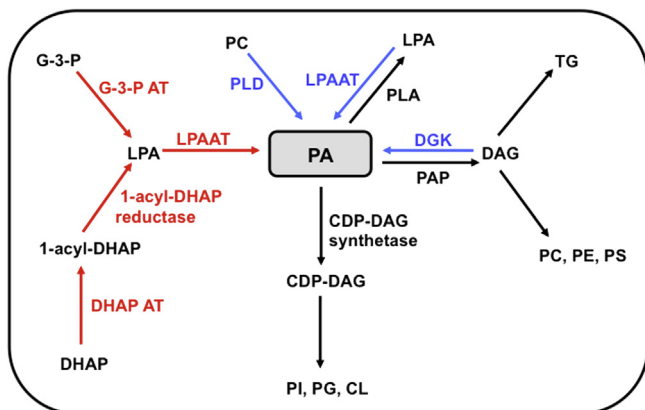 PC
LPA
G-3-P
TG
G-3-P AT
PLD
LPAAT
PLA
LPA
LPAAT
PA
DGK
DAG
PAP
1-acyl-DHAP
reductase
CDP-DAG
synthetase
1-acyl-DHAP
PC, PE, PS
CDP-DAG
DHAP AT
DHAP
PI, PG, CL